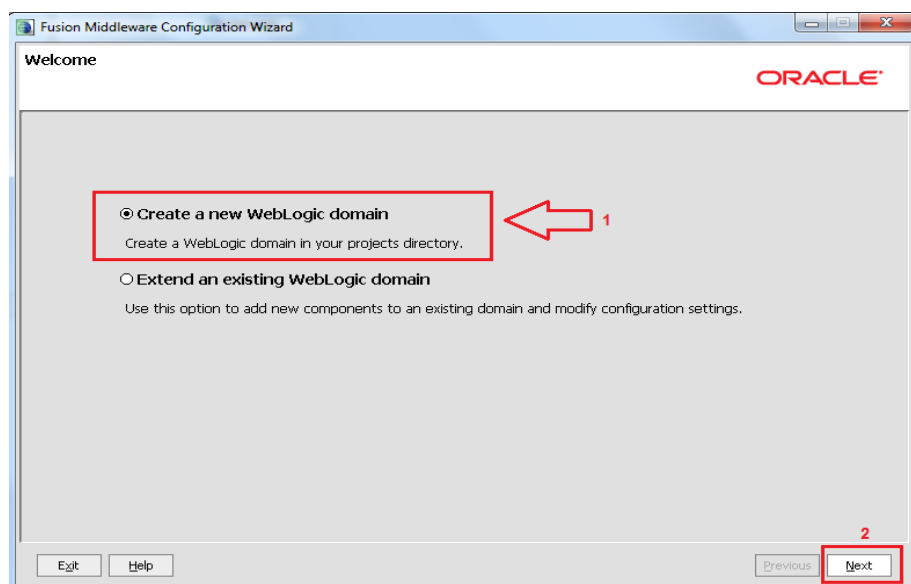 Fusion Middleware Configuration Wizard
Welcome
ORACLE
Create a new WebLogic domain
1
Create a WebLogic domain in your projects directory.
Extend an existing WebLogic domain
Use this option to add new components to an existing domain and modify configuration settings.
2
Exit Help Previous Next